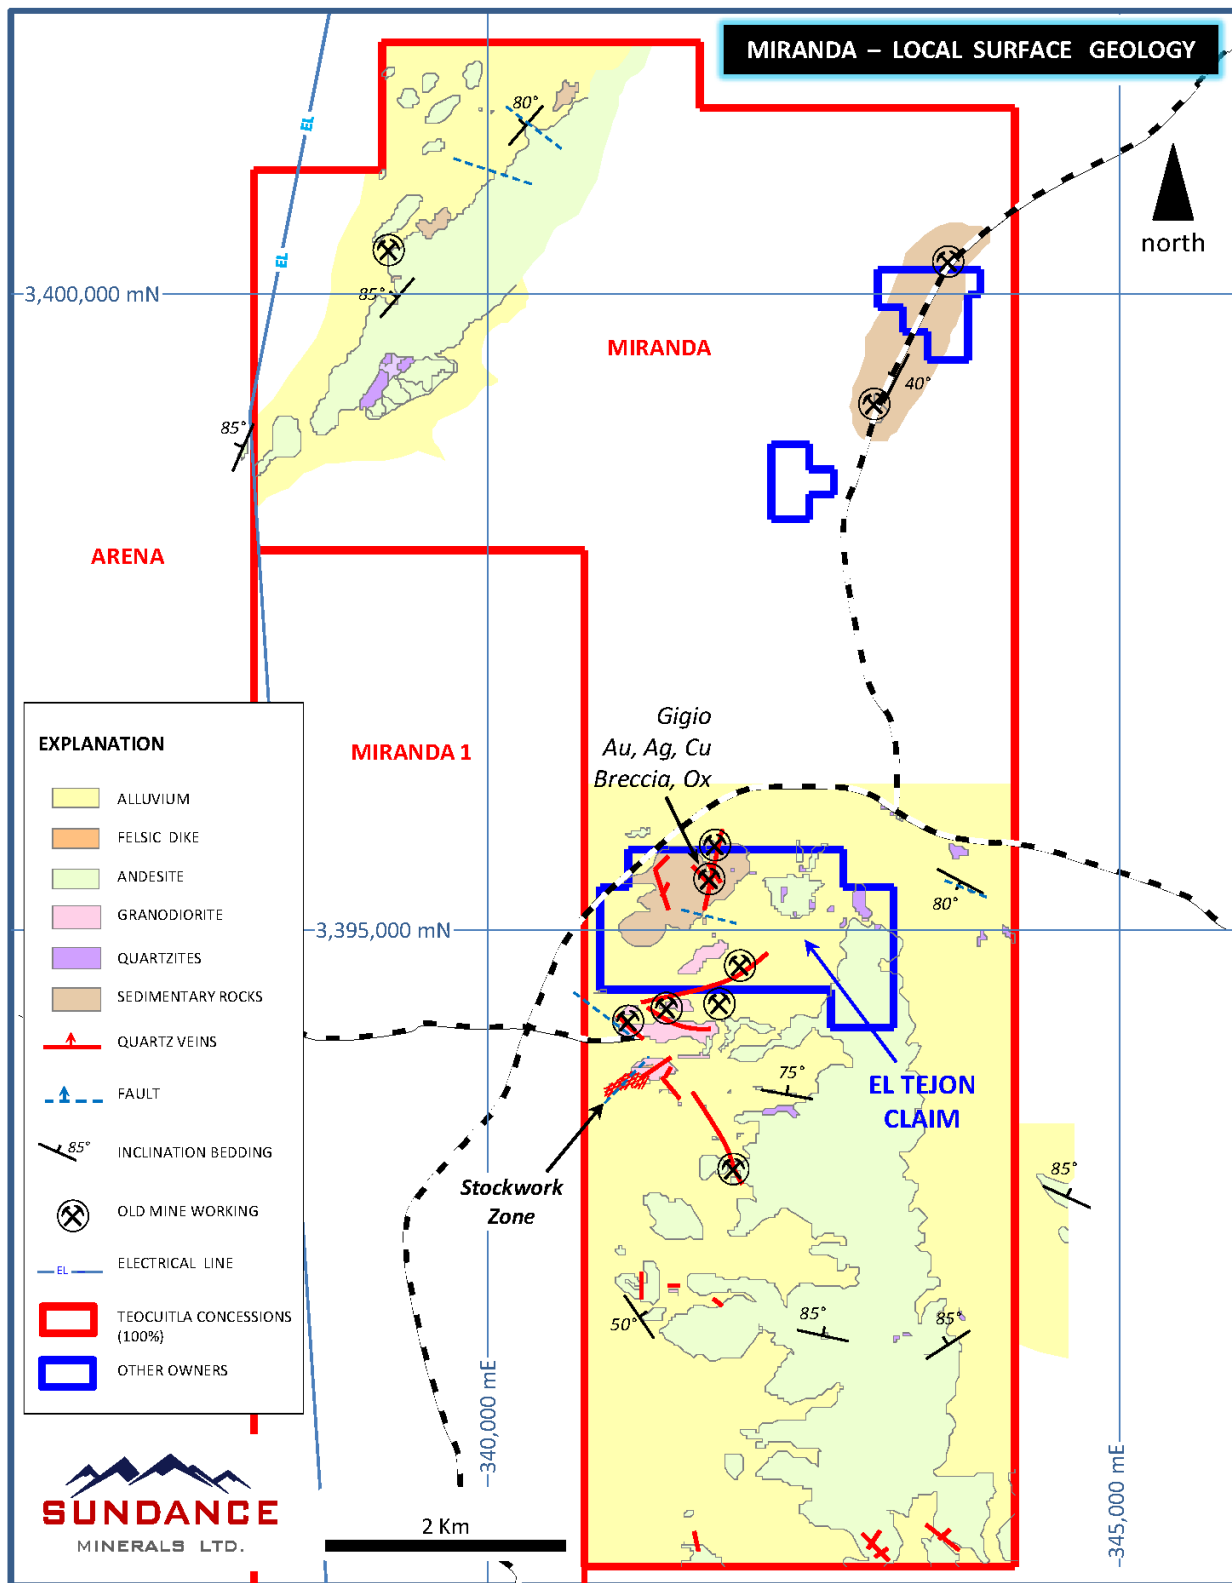 MIRANDA – LOCAL SURFACE GEOLOGY
EL
80°
north
EL
3,400,000 mN
85°
MIRANDA
40°
85°
ARENA
Gigio
Au, Ag, Cu
Breccia, Ox
MIRANDA 1
EXPLANATION
ALLUVIUM
FELSIC DIKE
ANDESITE
GRANODIORITE
QUARTZITES
SEDIMENTARY ROCKS
QUARTZ VEINS
FAULT
85°
INCLINATION BEDDING
OLD MINE WORKING
EL
ELECTRICAL LINE
TEOCUITLA CONCESSIONS
(100%)
OTHER OWNERS
80°
3,395,000 mN
75°
EL TEJON
CLAIM
Stockwork
Zone
85°
50°
85°
85°
340,000 mE
345,000 mE
SUNDANCE
MINERALS LTD.
2 Km